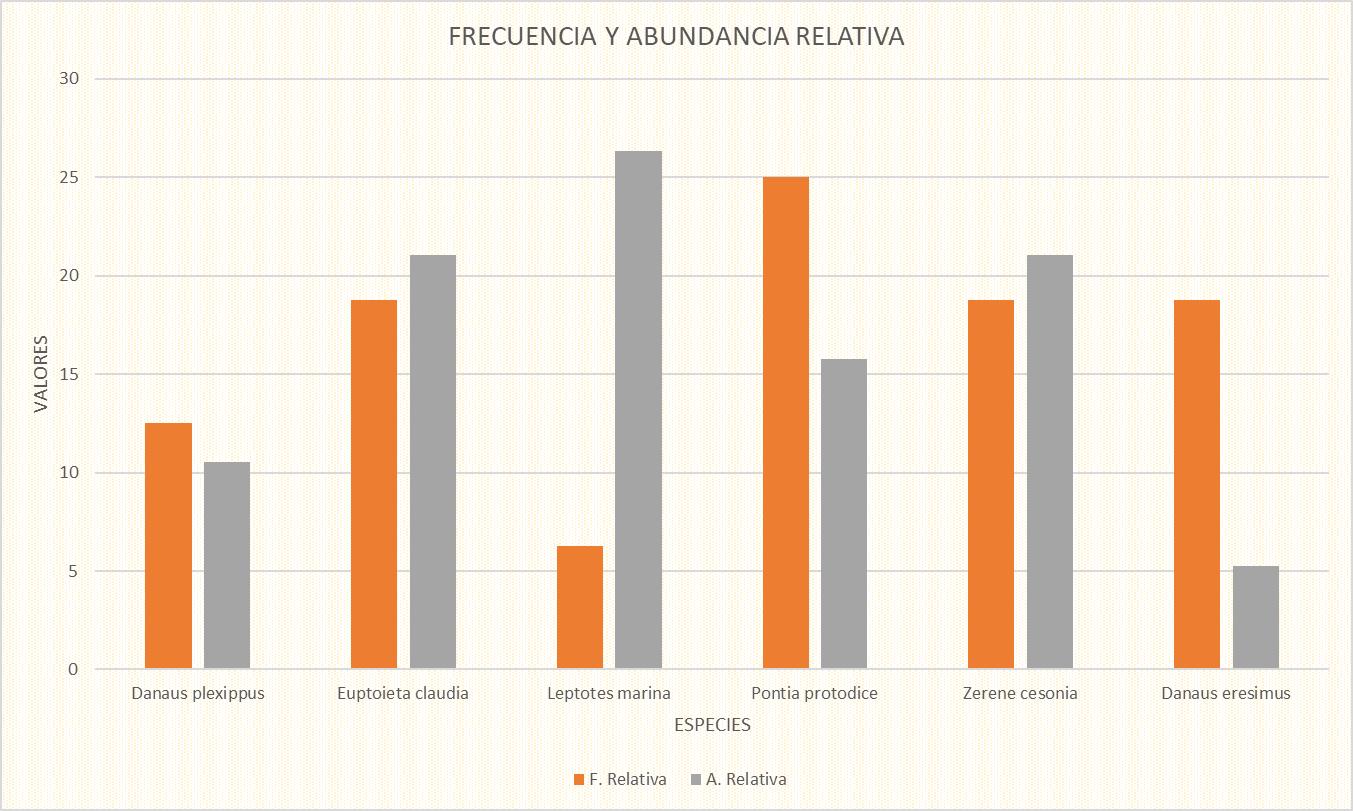 FRECUENCIA Y ABUNDANCIA RELATIVA
30
25
20
15
10
5
0
VALORES
Danaus plexippus Euptoieta claudia Leptotes marina Pontia protodice Zerene cesonia Danaus eresimus
ESPECIES
F. Relativa A. Relativa